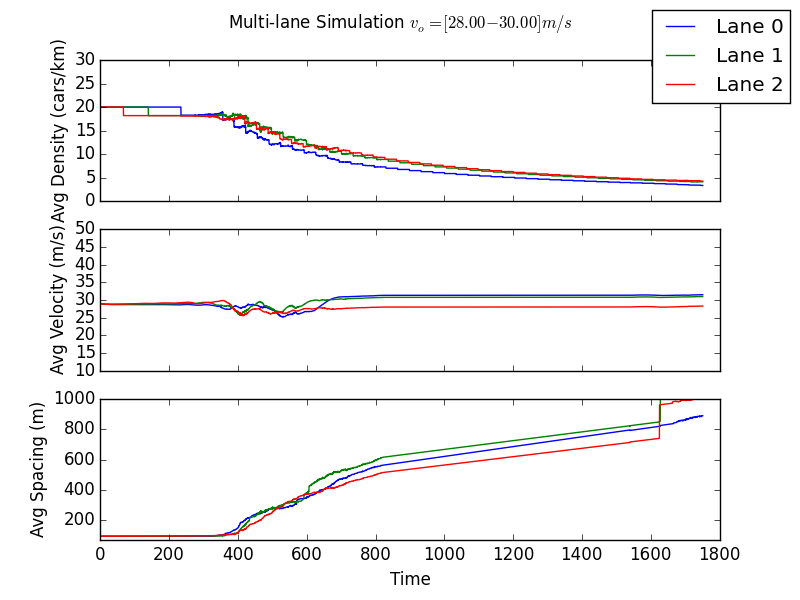 Multi-lane Simulation v_o =[28.00−30.00]m/s
Lane 0
Lane 1
Lane 2
Avg Density (cars/km)
30
25
20
15
10
5
0
Avg Velocity (m/s)
50
45
40
35
30
25
20
15
10
Avg Spacing (m)
1000
800
600
400
200
0 200 400 600 800 1000 1200 1400 1600 1800
Time